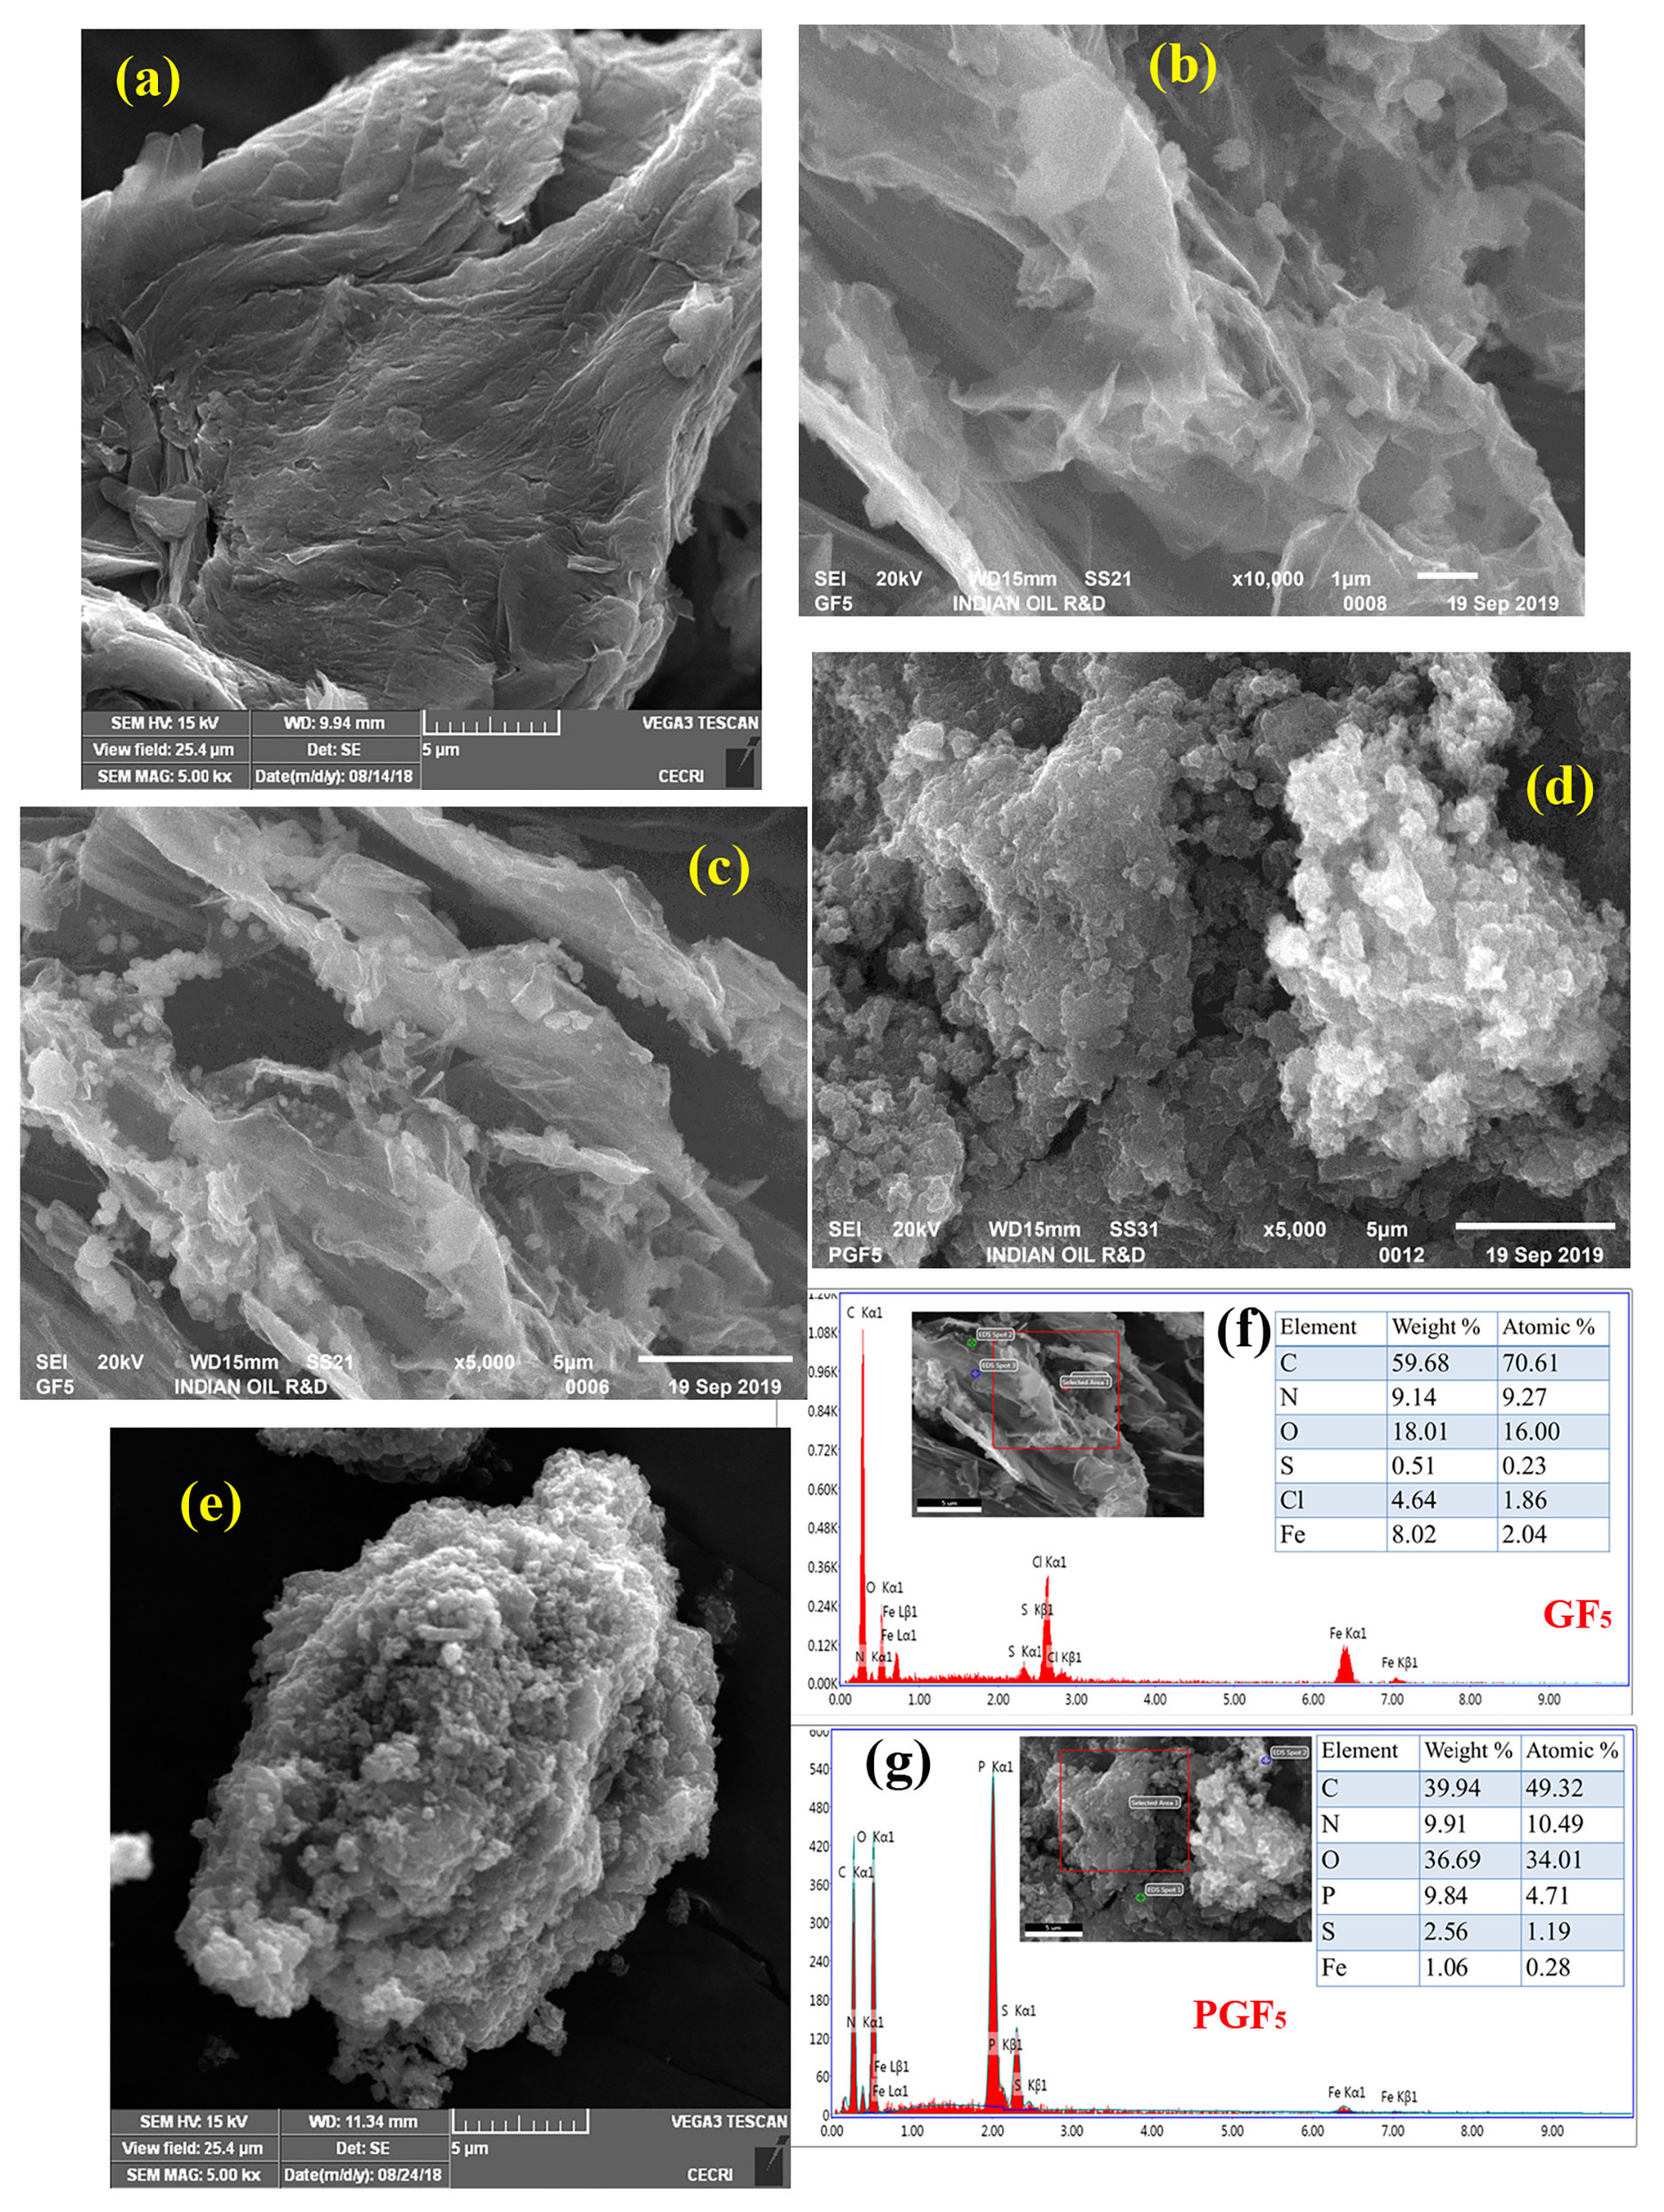 (a)
SEM HV: 15 kV WD: 9.94 mm VEGA3 TESCAN
View field: 25.4 µm Det: SE 5 µm
SEM MAG: 5.00 kx Date(m/d/y): 08/14/18 CECRI
(b)
SEI 20kV WD15mm SS21 x10,000 1µm
GF5 INDIAN OIL R&D 0008 19 Sep 2019
(c)
SEI 20kV WD15mm SS21 x5,000 5µm
GF5 INDIAN OIL R&D 0006 19 Sep 2019
(d)
SEI 20kV WD15mm SS31 x5,000 5µm
PGF5 INDIAN OIL R&D 0012 19 Sep 2019
(e)
SEM HV: 15 kV WD: 11.34 mm VEGA3 TESCAN
View field: 25.4 µm Det: SE 5 µm
SEM MAG: 5.00 kx Date(m/d/y): 08/24/18 CECRI
(f)
1.20K
1.08K
0.96K
0.84K
0.72K
0.60K
0.48K
0.36K
0.24K
0.12K
0.00K
0.00 1.00 2.00 3.00 4.00 5.00 6.00 7.00 8.00 9.00
C Kα1
O Kα1
Fe Lβ1
Fe Lα1
N Kα1
Cl Kα1
S Kβ1
S Kα1
Cl Kβ1
Fe Kα1
Fe Kβ1
EDS Spot 2
EDS Spot 3
Selected Area 1
5 um
Element Weight % Atomic %
C 59.68 70.61
N 9.14 9.27
O 18.01 16.00
S 0.51 0.23
Cl 4.64 1.86
Fe 8.02 2.04
GF5
(g)
600
540
480
420
360
300
240
180
120
60
0
0.00 1.00 2.00 3.00 4.00 5.00 6.00 7.00 8.00 9.00
P Kα1
O Kα1
C Kα1
N Kα1
Fe Lβ1
Fe Lα1
S Kα1
P Kβ1
S Kβ1
Fe Kα1
Fe Kβ1
EDS Spot 2
Selected Area 1
EDS Spot 1
5 um
Element Weight % Atomic %
C 39.94 49.32
N 9.91 10.49
O 36.69 34.01
P 9.84 4.71
S 2.56 1.19
Fe 1.06 0.28
PGF5